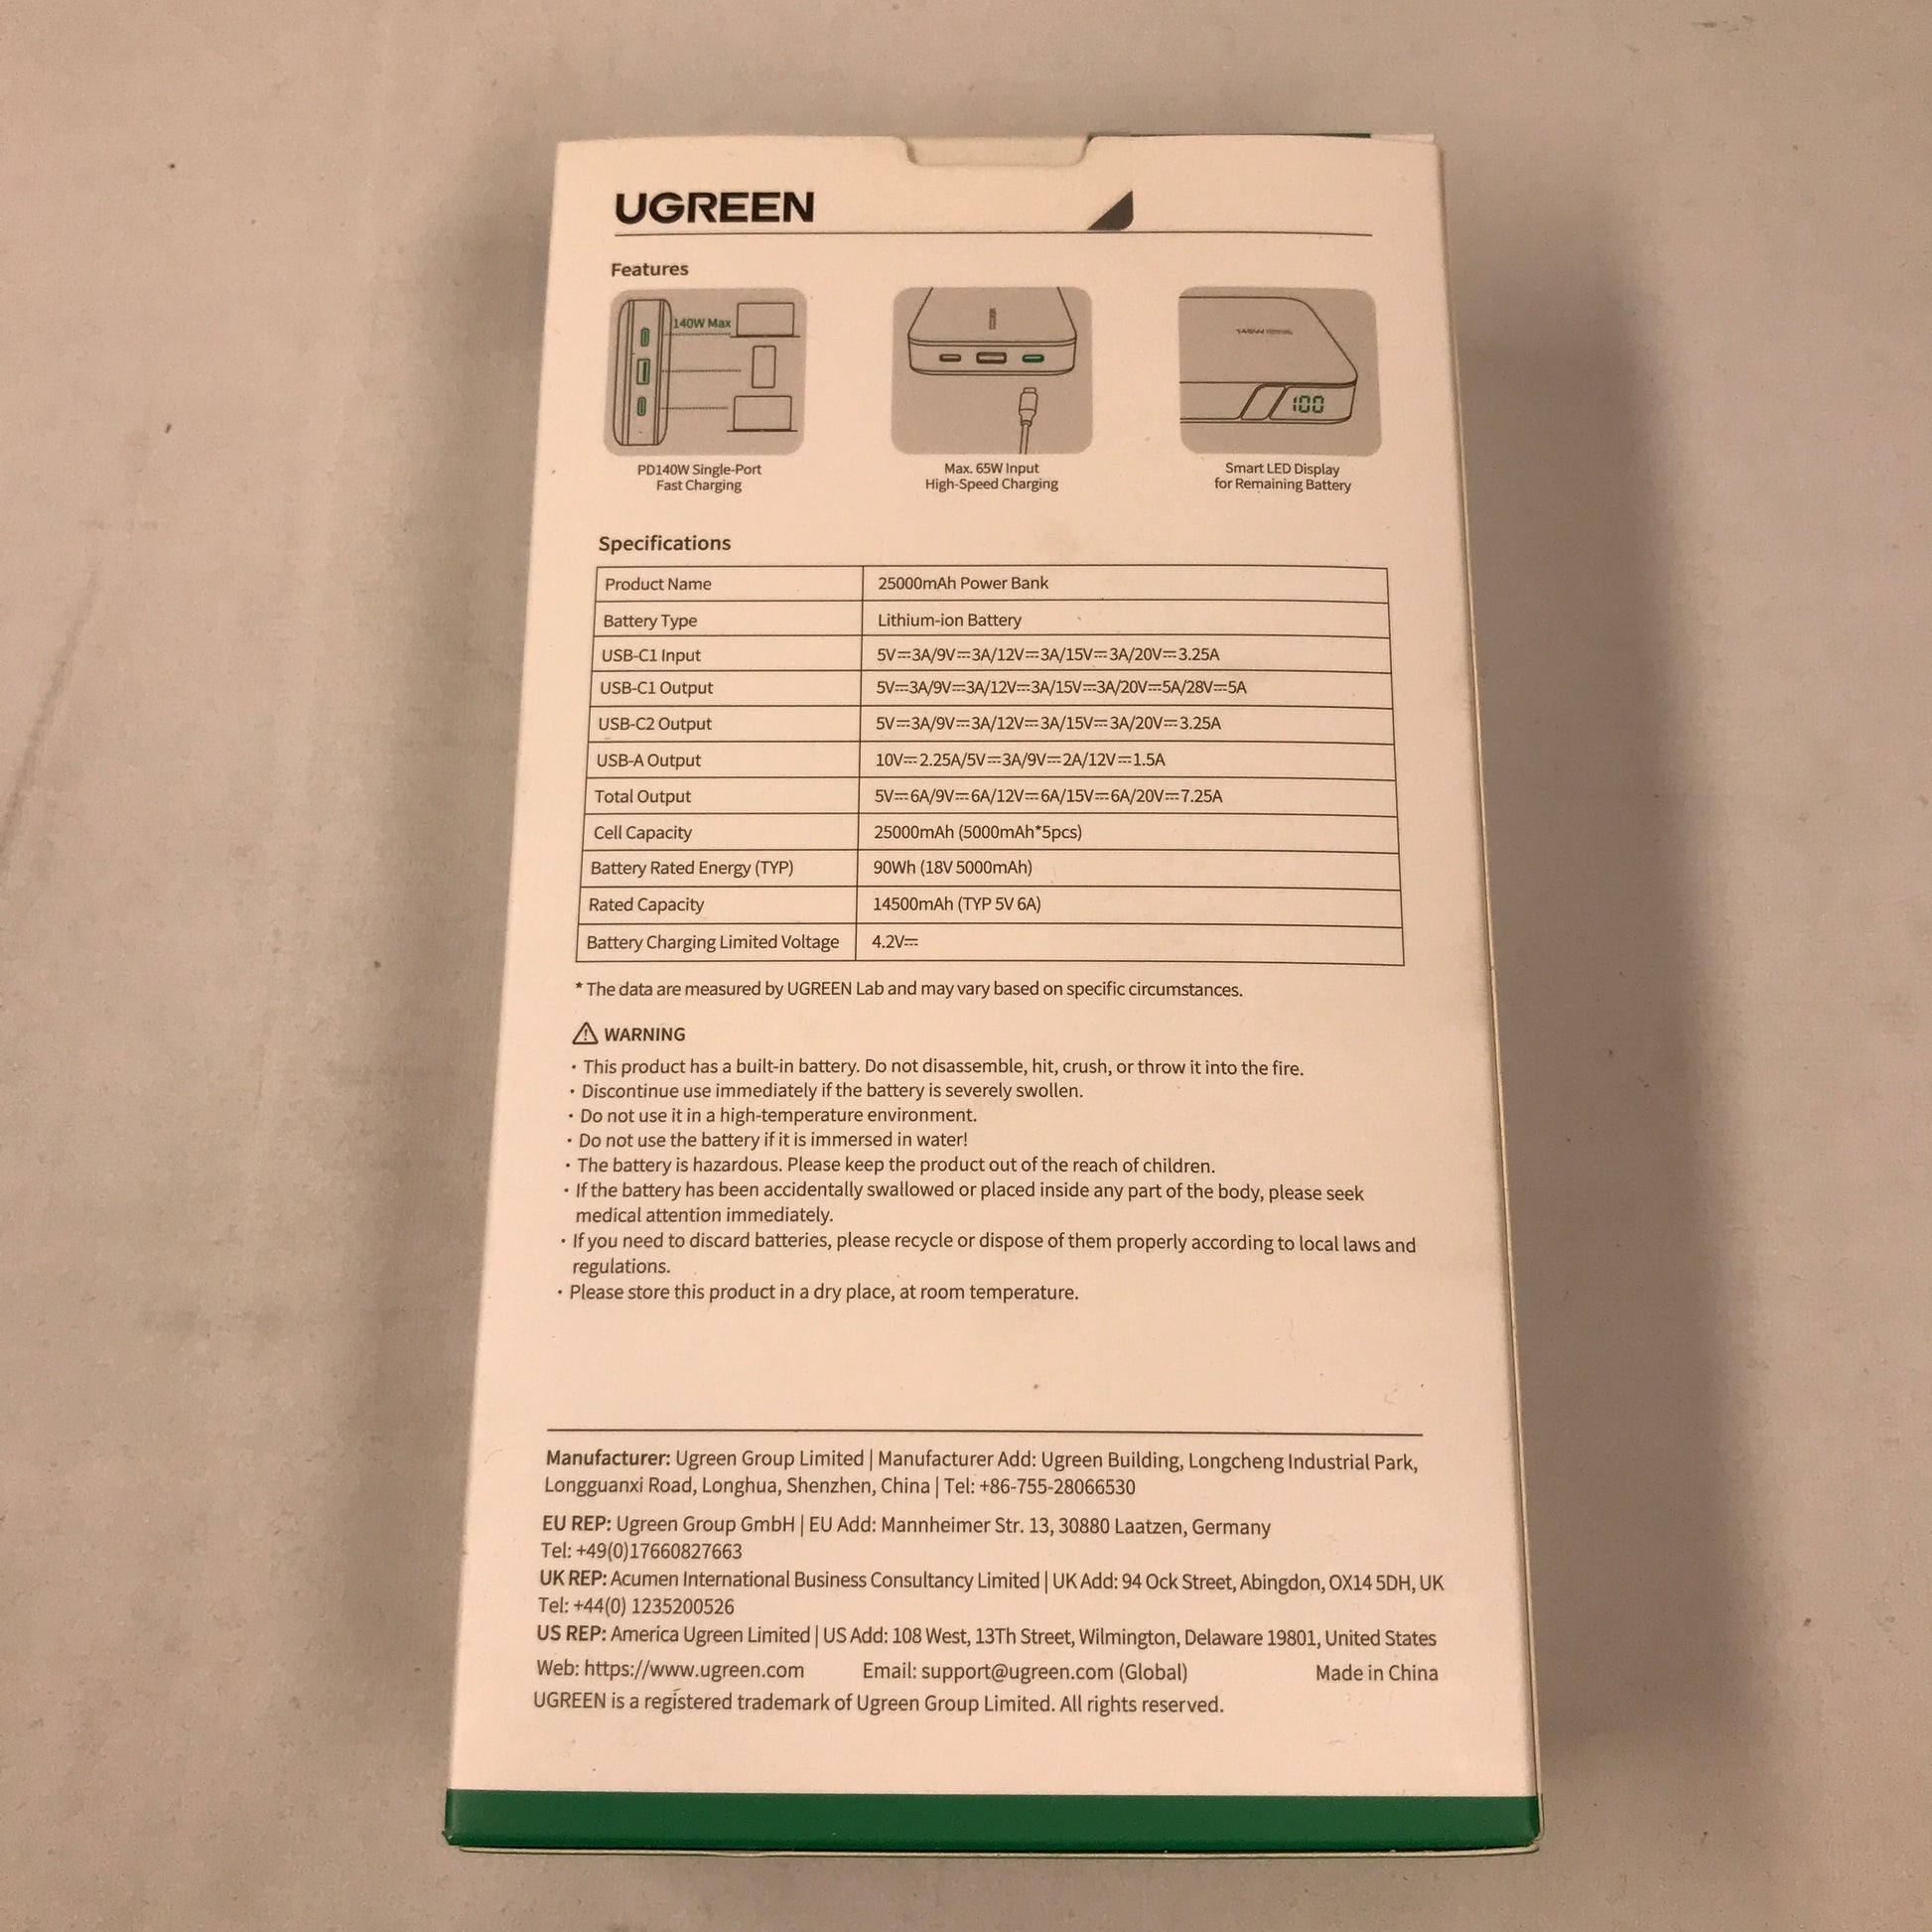 UGREEN
Features
140W Max
100
PD140W Single-Port
Fast Charging
Max. 65W Input
High-Speed Charging
Smart LED Display
for Remaining Battery
Specifications
Product Name 25000mAh Power Bank
Battery Type Lithium-ion Battery
USB-C1 Input 5V⎓3A/9V⎓3A/12V⎓3A/15V⎓3A/20V⎓3.25A
USB-C1 Output 5V⎓3A/9V⎓3A/12V⎓3A/15V⎓3A/20V⎓5A/28V⎓5A
USB-C2 Output 5V⎓3A/9V⎓3A/12V⎓3A/15V⎓3A/20V⎓3.25A
USB-A Output 10V⎓2.25A/5V⎓3A/9V⎓2A/12V⎓1.5A
Total Output 5V⎓6A/9V⎓6A/12V⎓6A/15V⎓6A/20V⎓7.25A
Cell Capacity 25000mAh (5000mAh*5pcs)
Battery Rated Energy (TYP) 90Wh (18V 5000mAh)
Rated Capacity 14500mAh (TYP 5V 6A)
Battery Charging Limited Voltage 4.2V⎓
* The data are measured by UGREEN Lab and may vary based on specific circumstances.
⚠ WARNING
· This product has a built-in battery. Do not disassemble, hit, crush, or throw it into the fire.
· Discontinue use immediately if the battery is severely swollen.
· Do not use it in a high-temperature environment.
· Do not use the battery if it is immersed in water!
· The battery is hazardous. Please keep the product out of the reach of children.
· If the battery has been accidentally swallowed or placed inside any part of the body, please seek
medical attention immediately.
· If you need to discard batteries, please recycle or dispose of them properly according to local laws and
regulations.
· Please store this product in a dry place, at room temperature.
Manufacturer: Ugreen Group Limited | Manufacturer Add: Ugreen Building, Longcheng Industrial Park,
Longguanxi Road, Longhua, Shenzhen, China | Tel: +86-755-28066530
EU REP: Ugreen Group GmbH | EU Add: Mannheimer Str. 13, 30880 Laatzen, Germany
Tel: +49(0)17660827663
UK REP: Acumen International Business Consultancy Limited | UK Add: 94 Ock Street, Abingdon, OX14 5DH, UK
Tel: +44(0) 1235200526
US REP: America Ugreen Limited | US Add: 108 West, 13Th Street, Wilmington, Delaware 19801, United States
Web: https://www.ugreen.com Email: support@ugreen.com (Global) Made in China
UGREEN is a registered trademark of Ugreen Group Limited. All rights reserved.